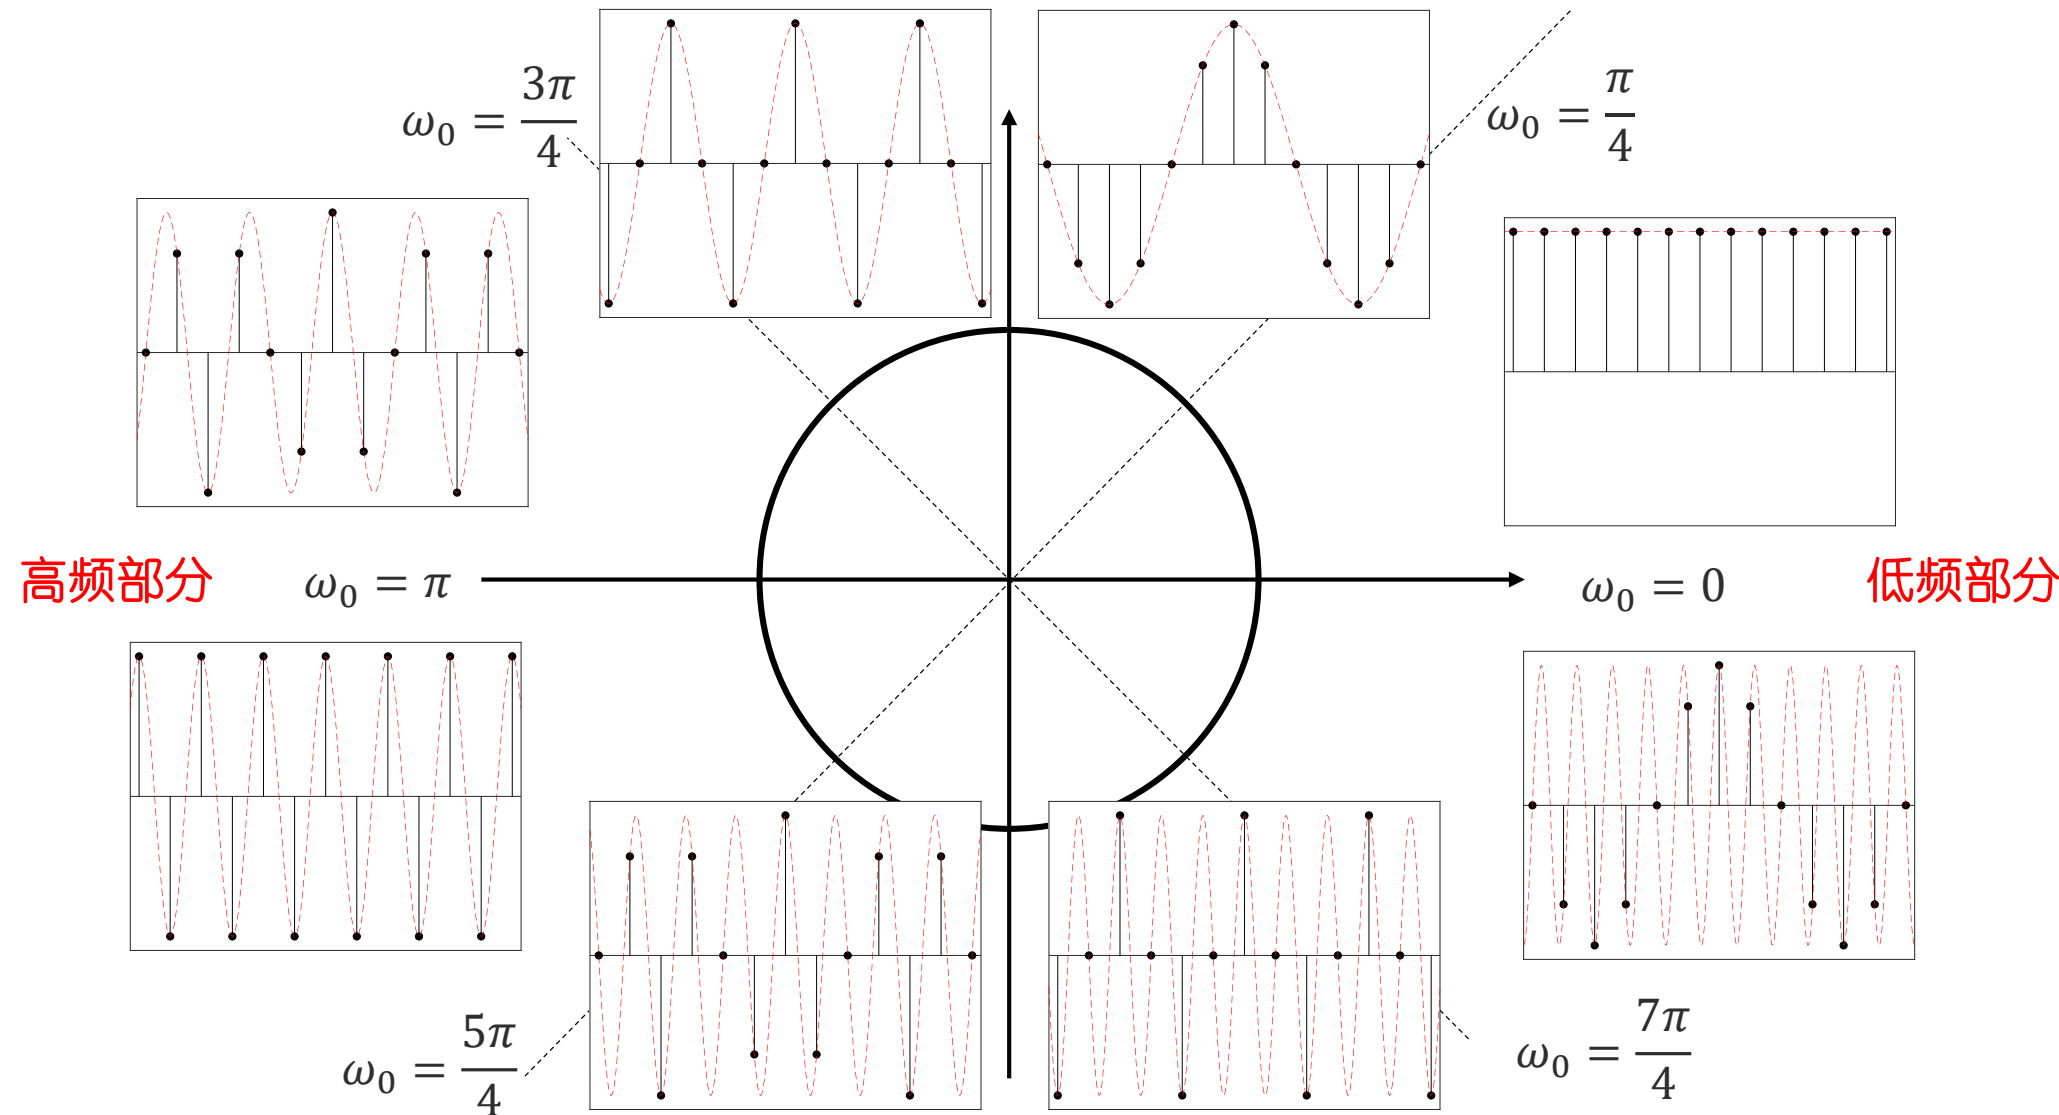 ω₀ = 3π/4
ω₀ = π/4
高频部分
ω₀ = π
ω₀ = 0
低频部分
ω₀ = 5π/4
ω₀ = 7π/4